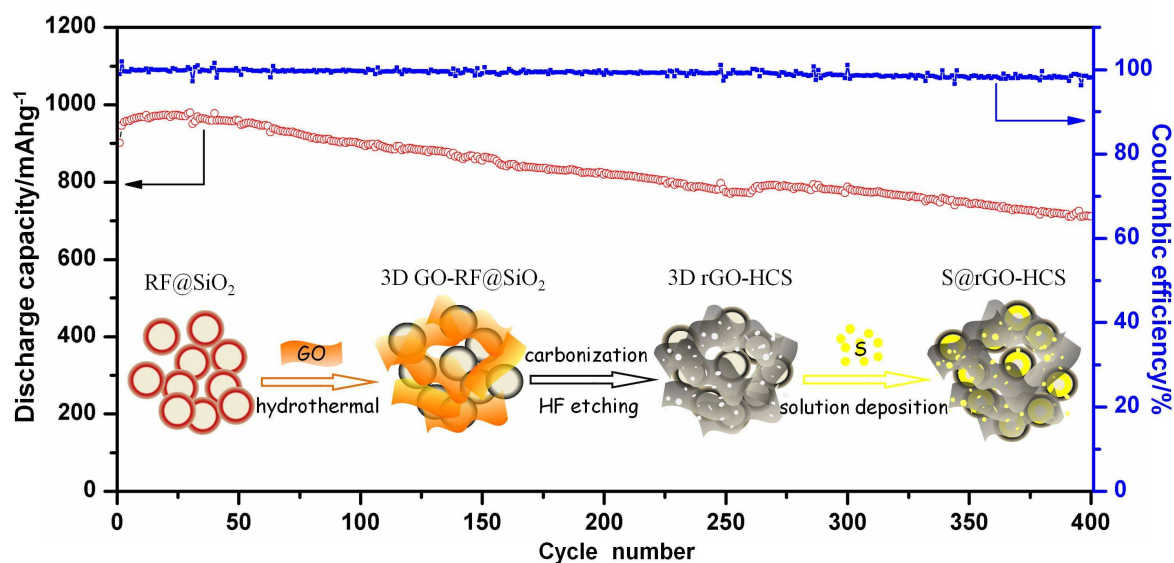 1200
1000
800
600
400
200
0
Discharge capacity/mAhg⁻¹
100
80
60
40
20
0
Coulombic efficiency/%
RF@SiO₂
3D GO-RF@SiO₂
3D rGO-HCS
S@rGO-HCS
GO
hydrothermal
carbonization
HF etching
S
solution deposition
0 50 100 150 200 250 300 350 400
Cycle number